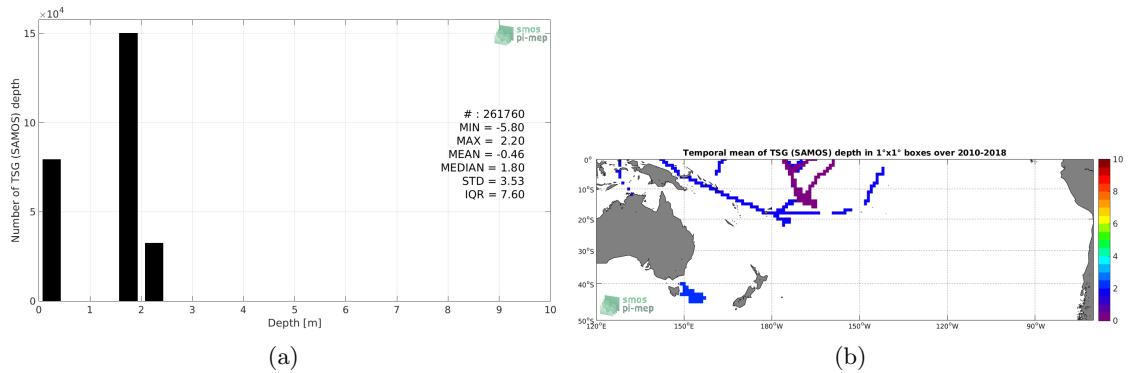 ×10⁴
15
10
5
0
Number of TSG (SAMOS) depth
smos
pi-mep
# : 261760
MIN = -5.80
MAX = 2.20
MEAN = -0.46
MEDIAN = 1.80
STD = 3.53
IQR = 7.60
0 1 2 3 4 5 6 7 8 9 10
Depth [m]
(a)
Temporal mean of TSG (SAMOS) depth in 1°x1° boxes over 2010-2018
0°
10°S
20°S
30°S
40°S
50°S
smos
pi-mep
120°E 150°E 180°W 150°W 120°W 90°W
10
8
6
4
2
0
(b)